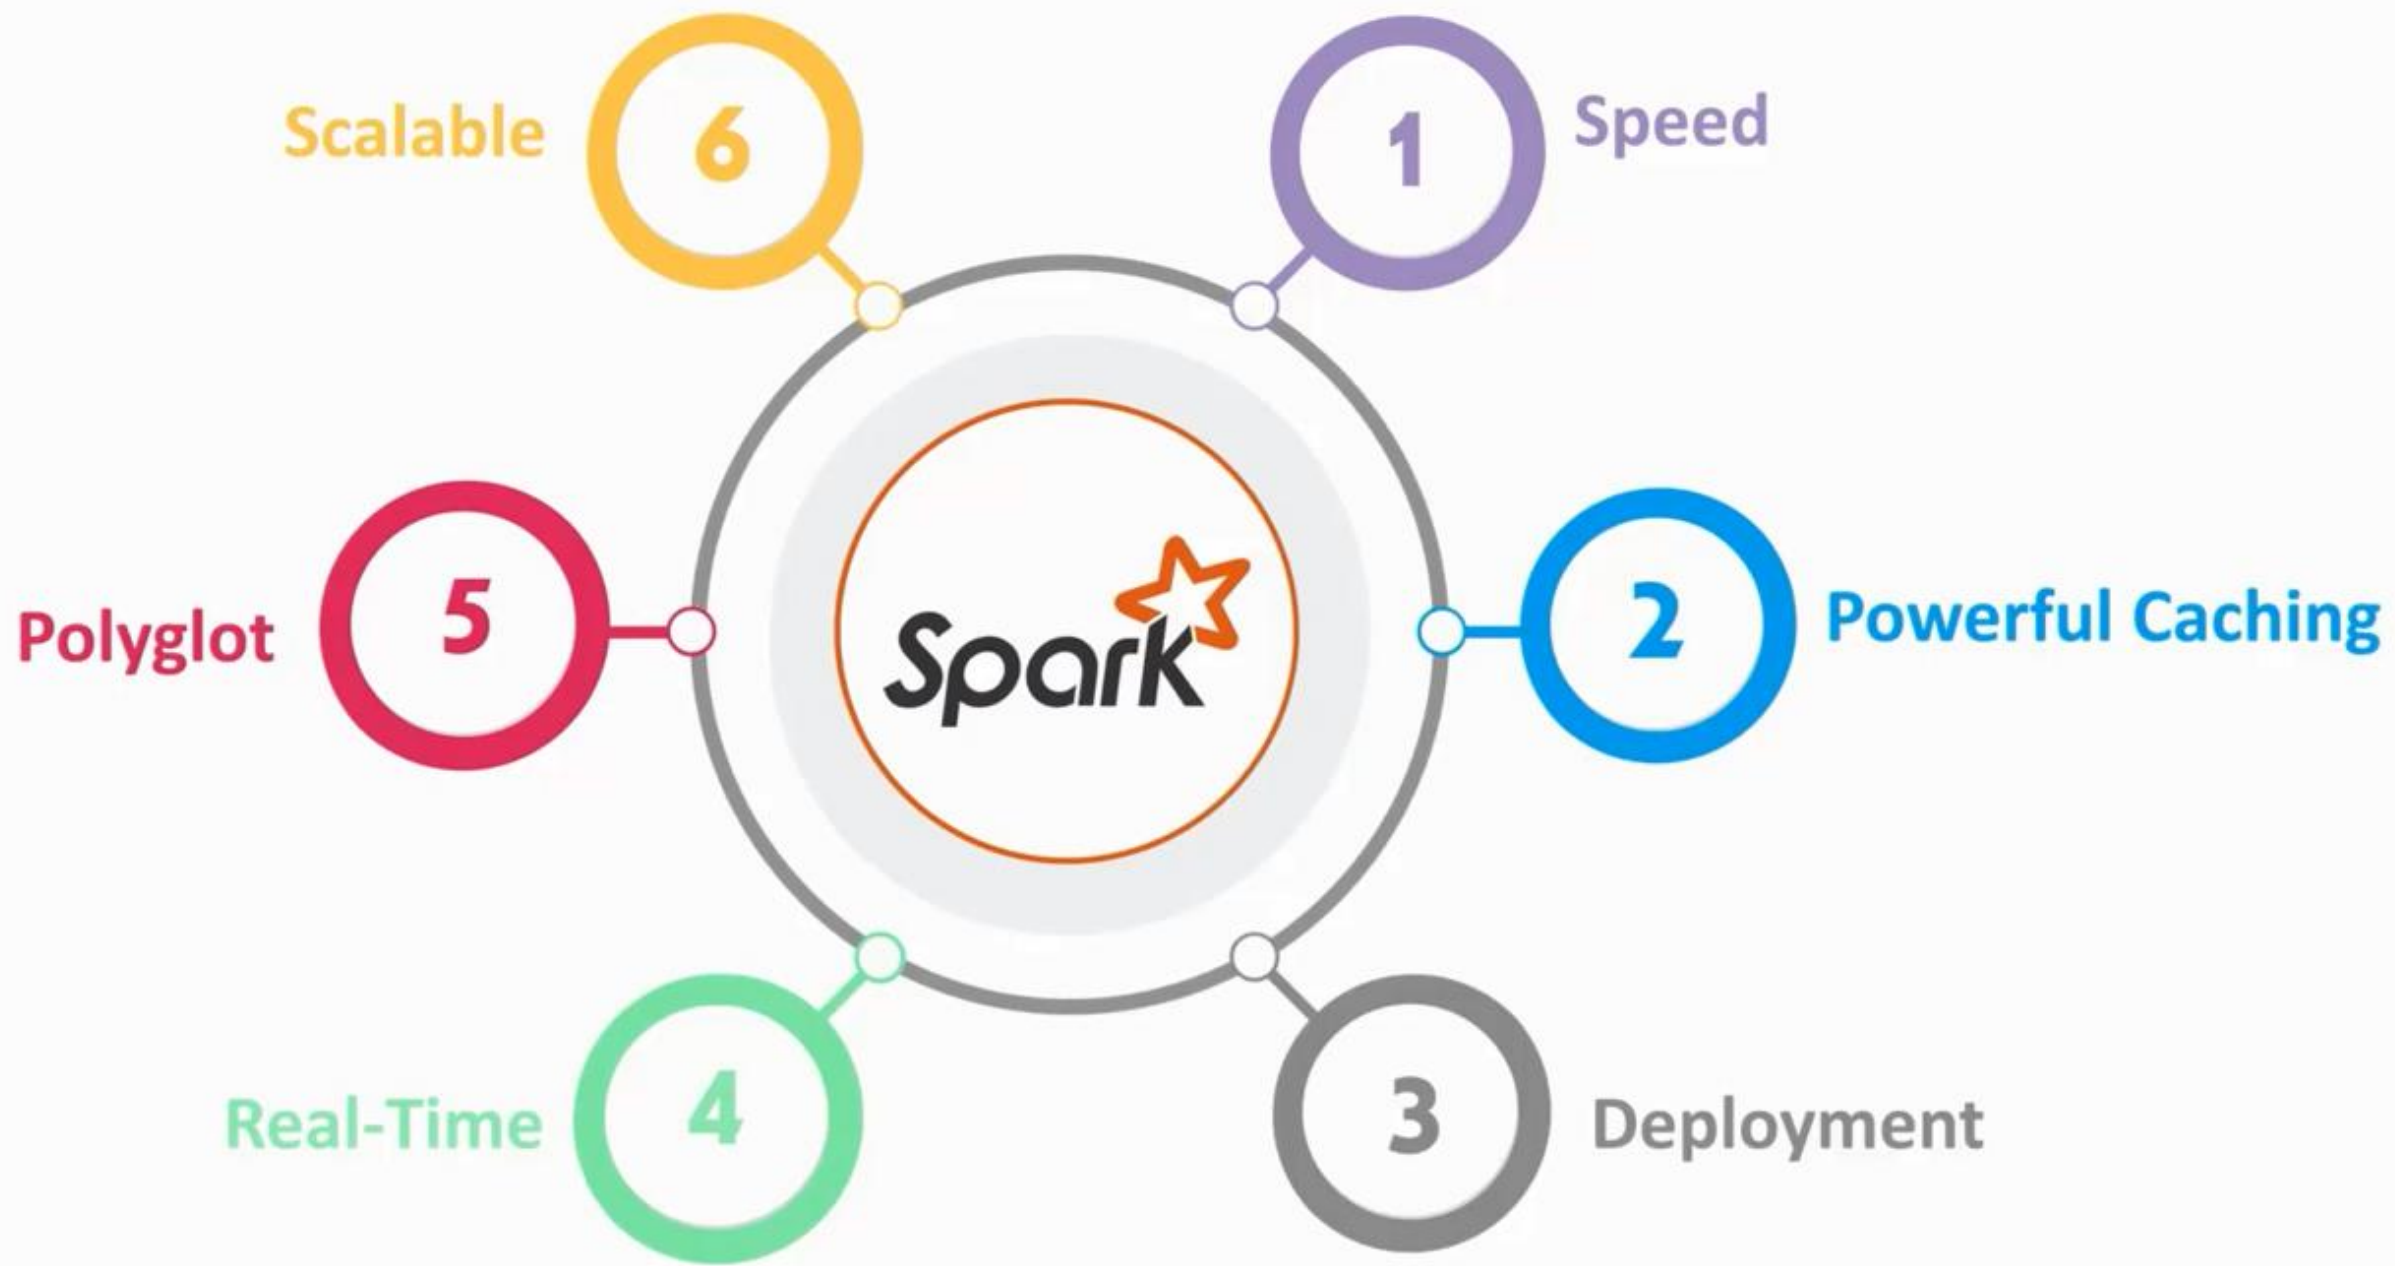 6
Scalable
1
Speed
5
Polyglot
Spark
2
Powerful Caching
4
Real-Time
3
Deployment